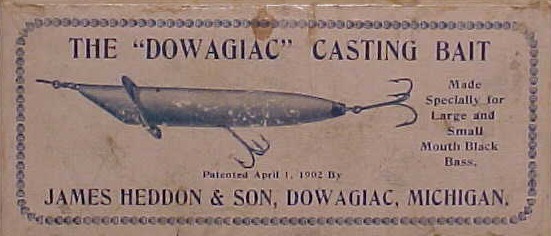 THE "DOWAGIAC" CASTING BAIT
Made
Specially for
Large and
Small
Mouth Black
Bass.
Patented April 1, 1902 By
JAMES HEDDON & SON, DOWAGIAC, MICHIGAN.